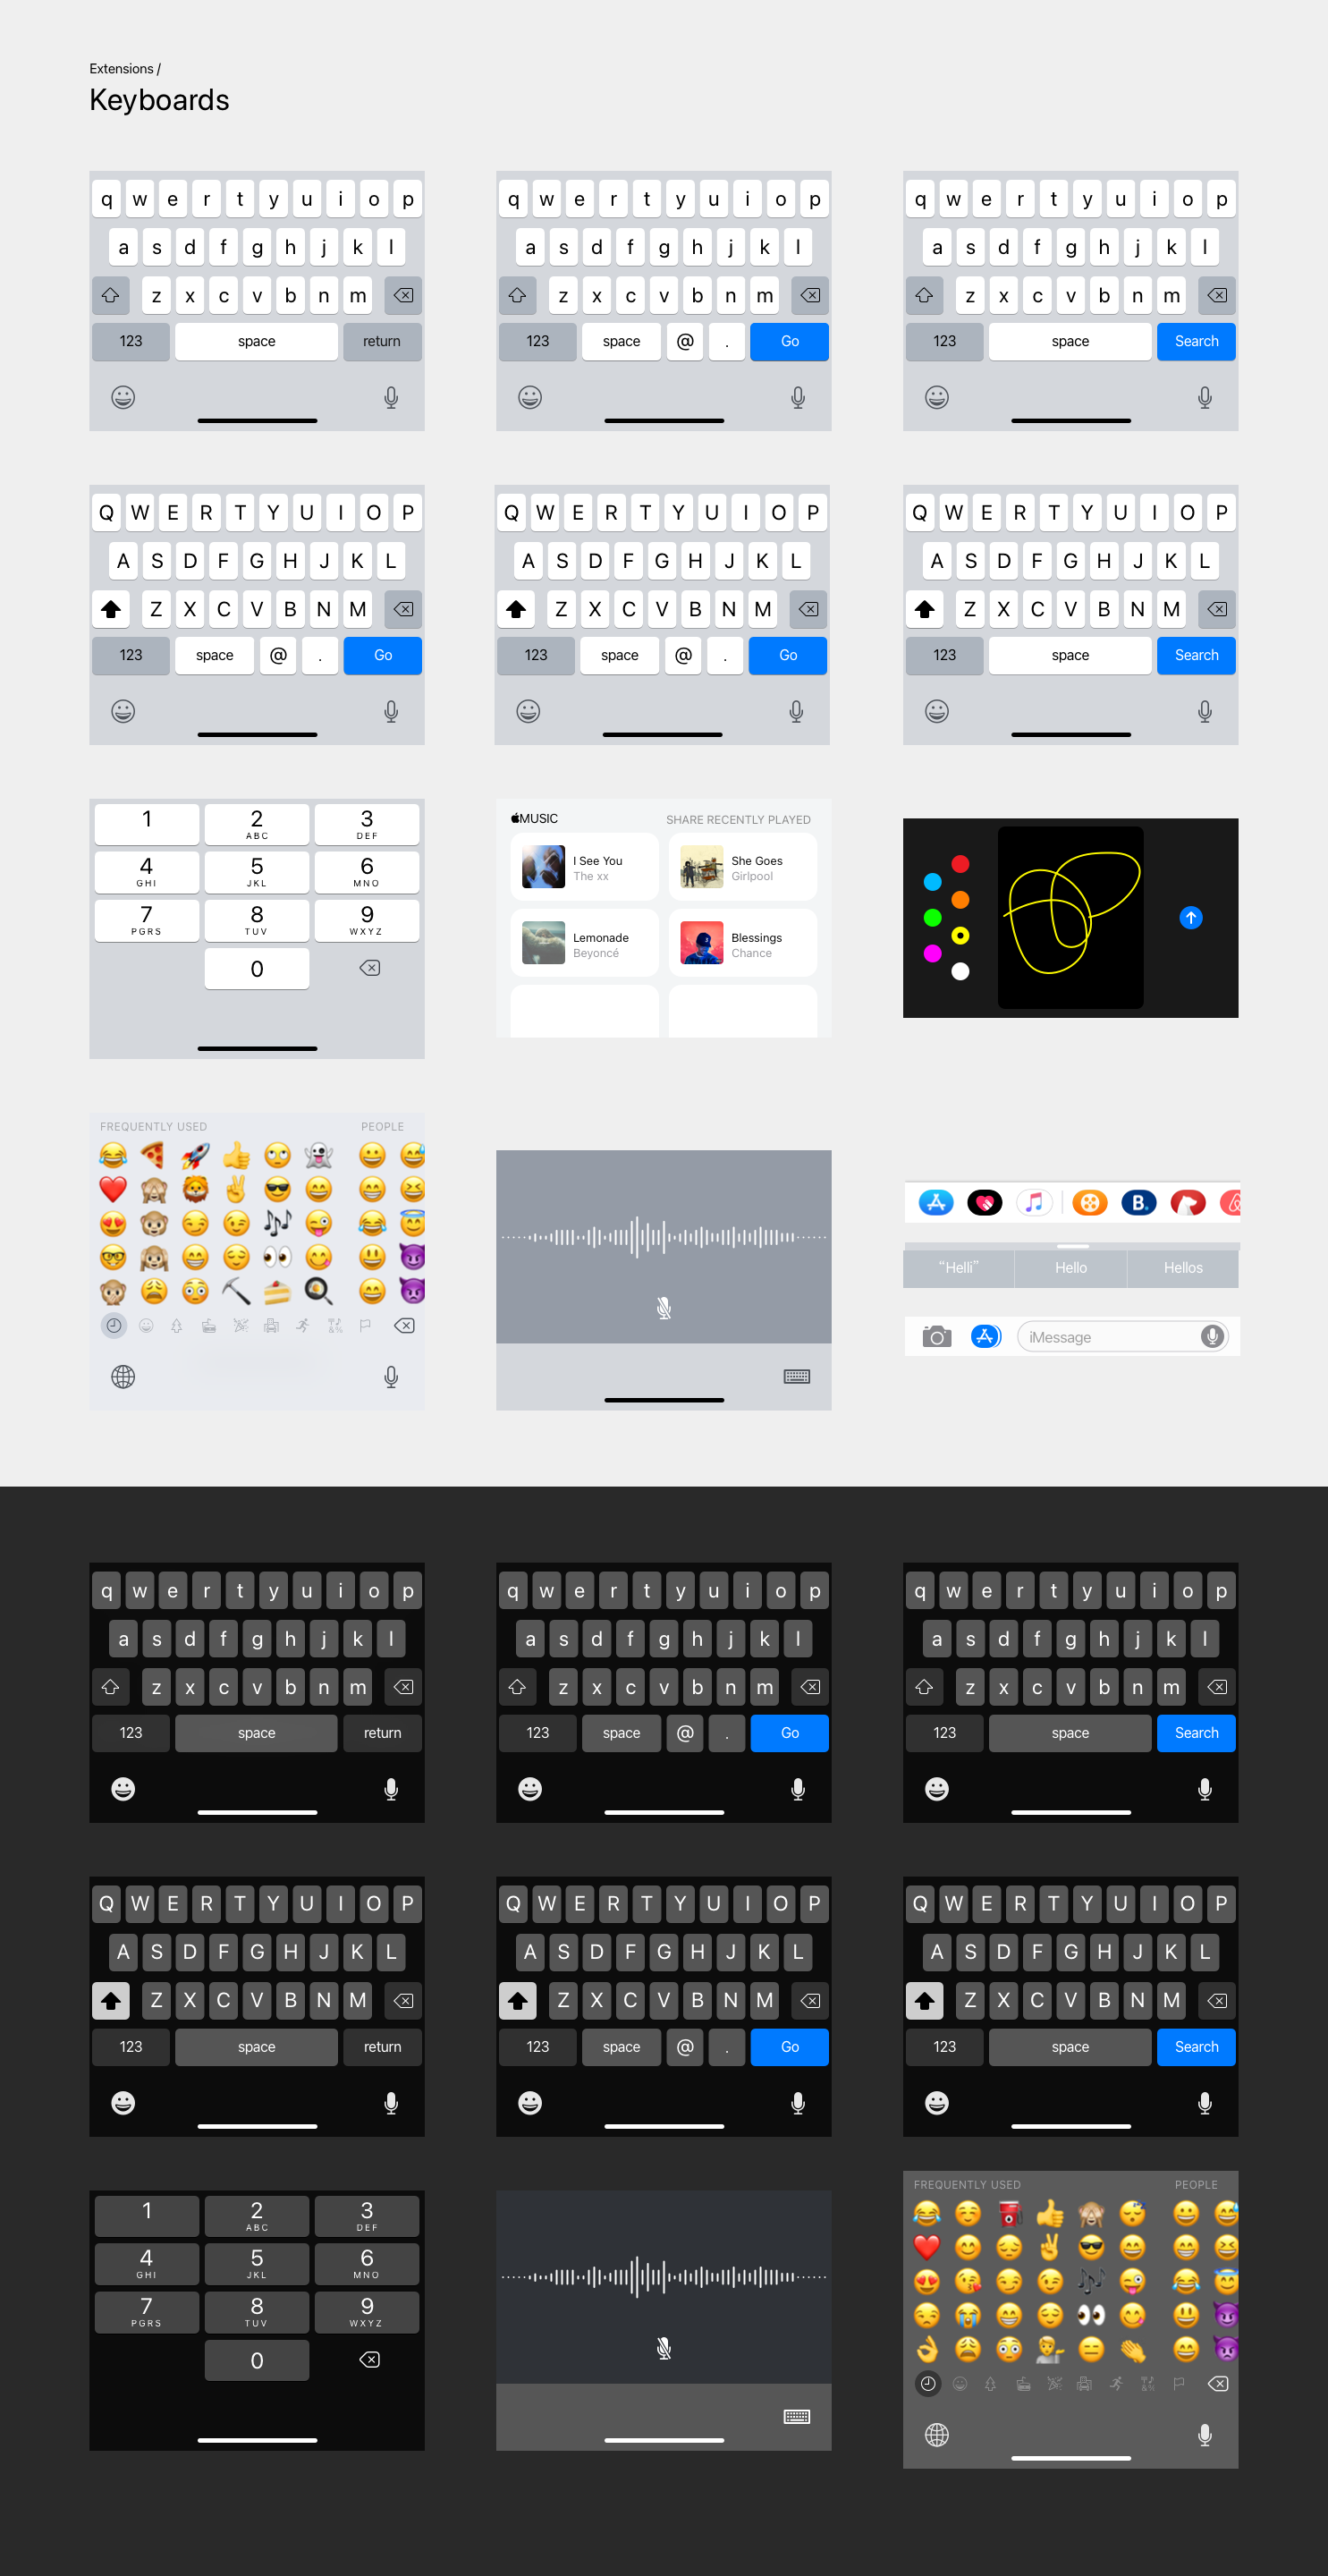 Extensions /
Keyboards
q w e r t y u i o p
a s d f g h j k l
z x c v b n m
123 space return
q w e r t y u i o p
a s d f g h j k l
z x c v b n m
123 space @ . Go
q w e r t y u i o p
a s d f g h j k l
z x c v b n m
123 space Search
Q W E R T Y U I O P
A S D F G H J K L
Z X C V B N M
123 space @ . Go
Q W E R T Y U I O P
A S D F G H J K L
Z X C V B N M
123 space @ . Go
Q W E R T Y U I O P
A S D F G H J K L
Z X C V B N M
123 space Search
1 2 3
ABC DEF
4 5 6
GHI JKL MNO
7 8 9
PGRS TUV WXYZ
0
MUSIC SHARE RECENTLY PLAYED
I See You
The xx
She Goes
Girlpool
Lemonade
Beyoncé
Blessings
Chance
FREQUENTLY USED PEOPLE
B.
“Helli” Hello Hellos
iMessage
q w e r t y u i o p
a s d f g h j k l
z x c v b n m
123 space return
q w e r t y u i o p
a s d f g h j k l
z x c v b n m
123 space @ . Go
q w e r t y u i o p
a s d f g h j k l
z x c v b n m
123 space Search
Q W E R T Y U I O P
A S D F G H J K L
Z X C V B N M
123 space return
Q W E R T Y U I O P
A S D F G H J K L
Z X C V B N M
123 space @ . Go
Q W E R T Y U I O P
A S D F G H J K L
Z X C V B N M
123 space Search
1 2 3
ABC DEF
4 5 6
GHI JKL MNO
7 8 9
PGRS TUV WXYZ
0
FREQUENTLY USED PEOPLE